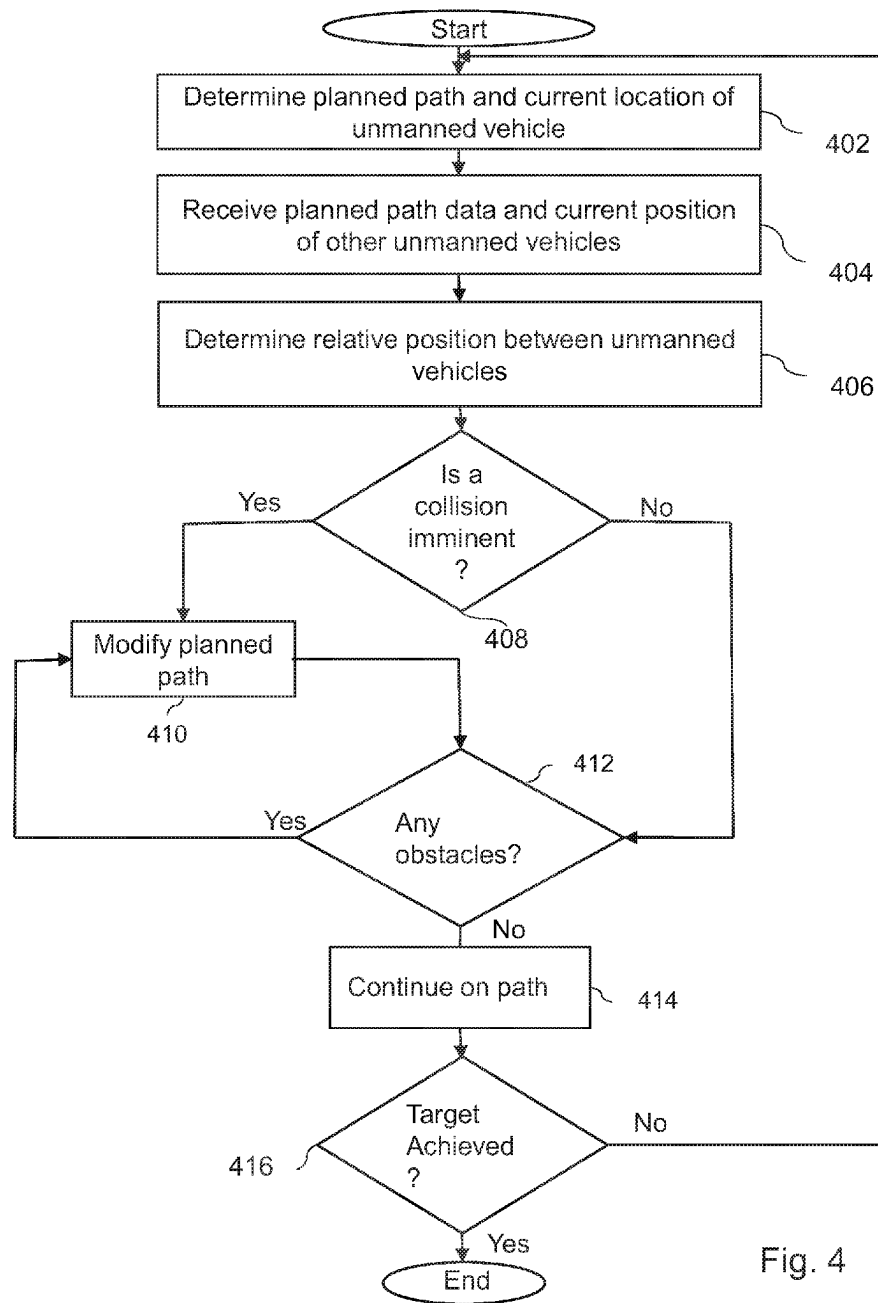 Start
Determine planned path and current location of
unmanned vehicle
402
Receive planned path data and current position
of other unmanned vehicles
404
Determine relative position between unmanned
vehicles
406
Is a
collision
imminent
?
Yes
No
408
Modify planned
path
410
412
Any
obstacles?
Yes
No
Continue on path
414
Target
Achieved
?
No
416
Yes
End
Fig. 4